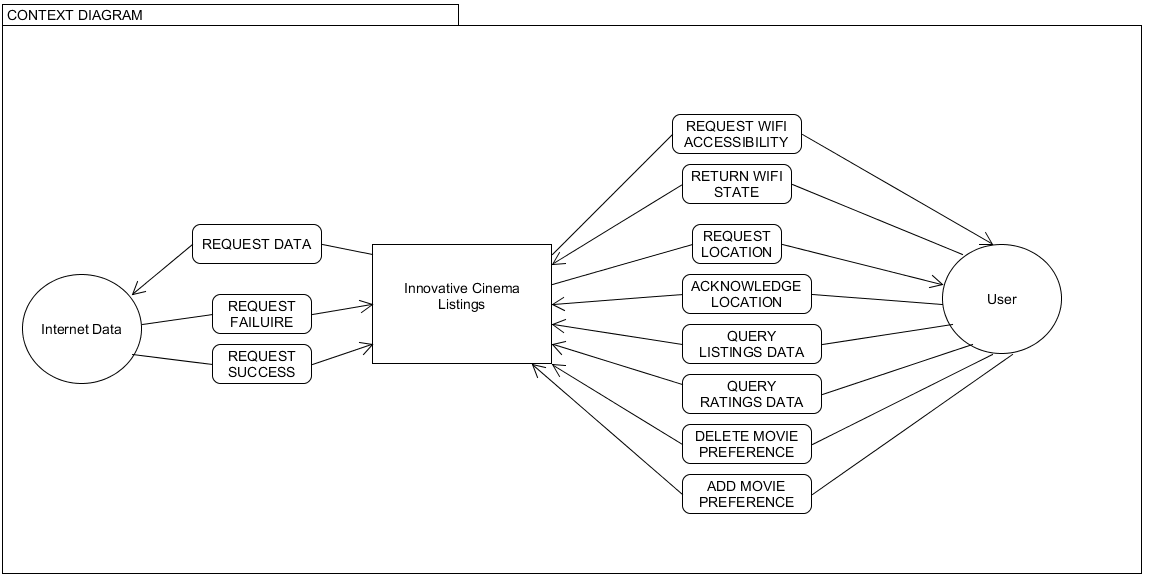 CONTEXT DIAGRAM
REQUEST WIFI
ACCESSIBILITY
RETURN WIFI
STATE
REQUEST DATA
REQUEST
LOCATION
Innovative Cinema
Listings
ACKNOWLEDGE
LOCATION
User
Internet Data
REQUEST
FAILUIRE
QUERY
LISTINGS DATA
REQUEST
SUCCESS
QUERY
RATINGS DATA
DELETE MOVIE
PREFERENCE
ADD MOVIE
PREFERENCE